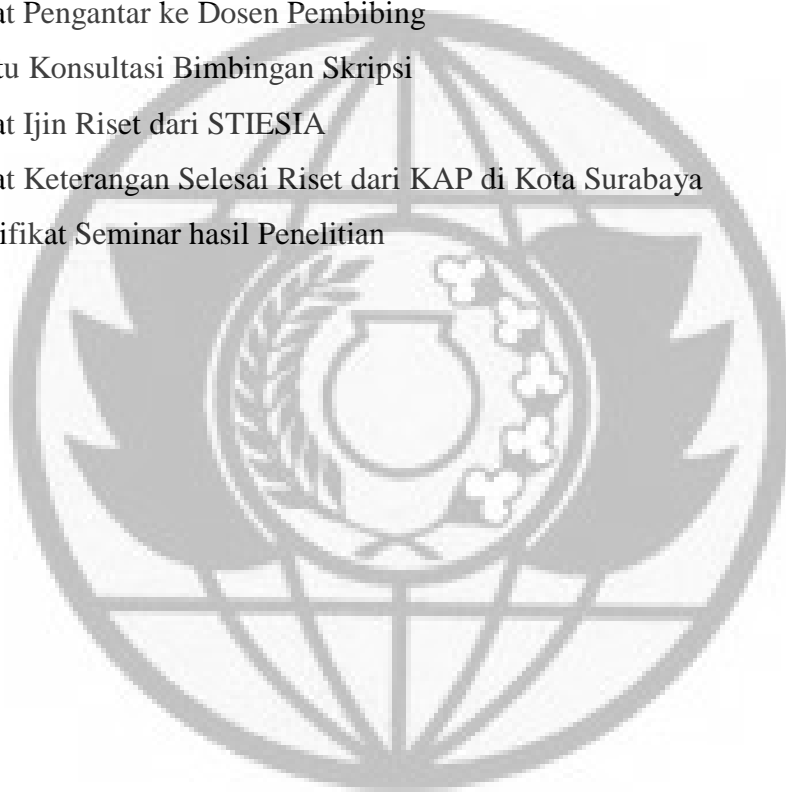 at Pengantar ke Dosen Pembibing
tu Konsultasi Bimbingan Skripsi
at Ijin Riset dari STIESIA
at Keterangan Selesai Riset dari KAP di Kota Surabaya
ifikat Seminar hasil Penelitian